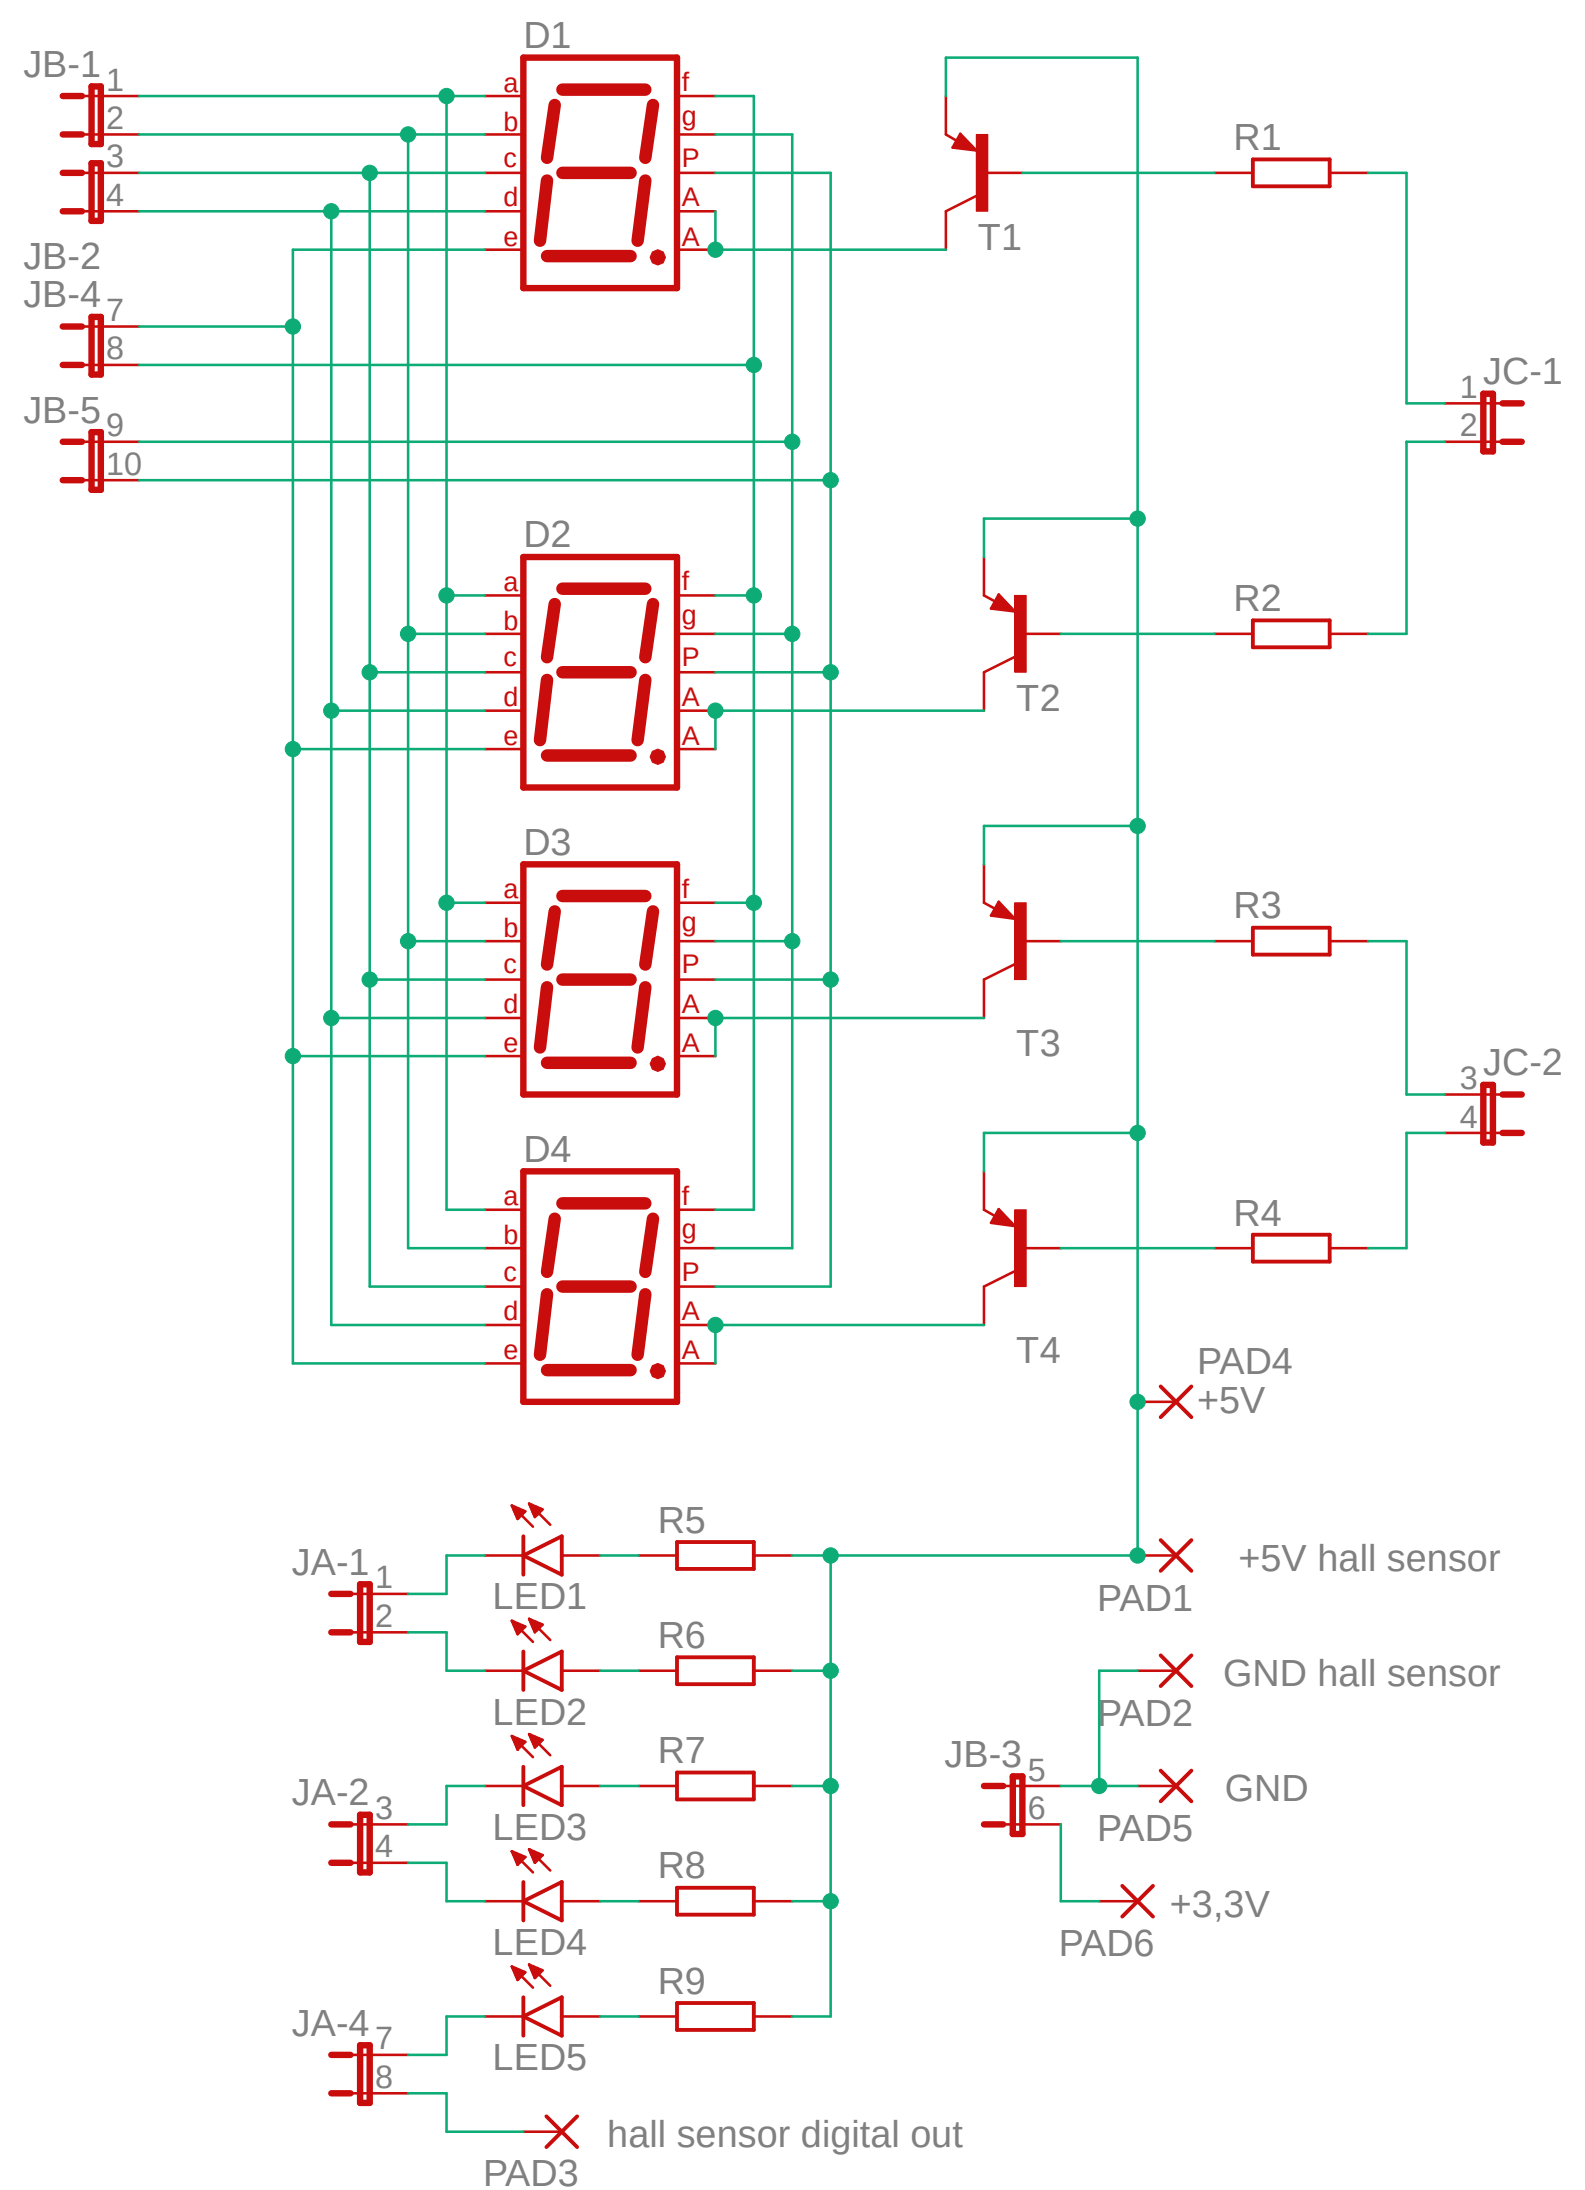 D1
JB-1
1
2
3
4
a
b
c
d
e
f
g
P
A
A
T1
R1
JB-2
JB-4
7
8
JB-5
9
10
JC-1
1
2
D2
a
b
c
d
e
f
g
P
A
A
T2
R2
D3
a
b
c
d
e
f
g
P
A
A
T3
R3
JC-2
3
4
D4
a
b
c
d
e
f
g
P
A
A
T4
R4
PAD4
+5V
JA-1
1
2
LED1
R5
PAD1
+5V hall sensor
LED2
R6
PAD2
GND hall sensor
JA-2
3
4
LED3
R7
JB-3
5
6
PAD5
GND
LED4
R8
PAD6
+3,3V
JA-4
7
8
LED5
R9
PAD3
hall sensor digital out